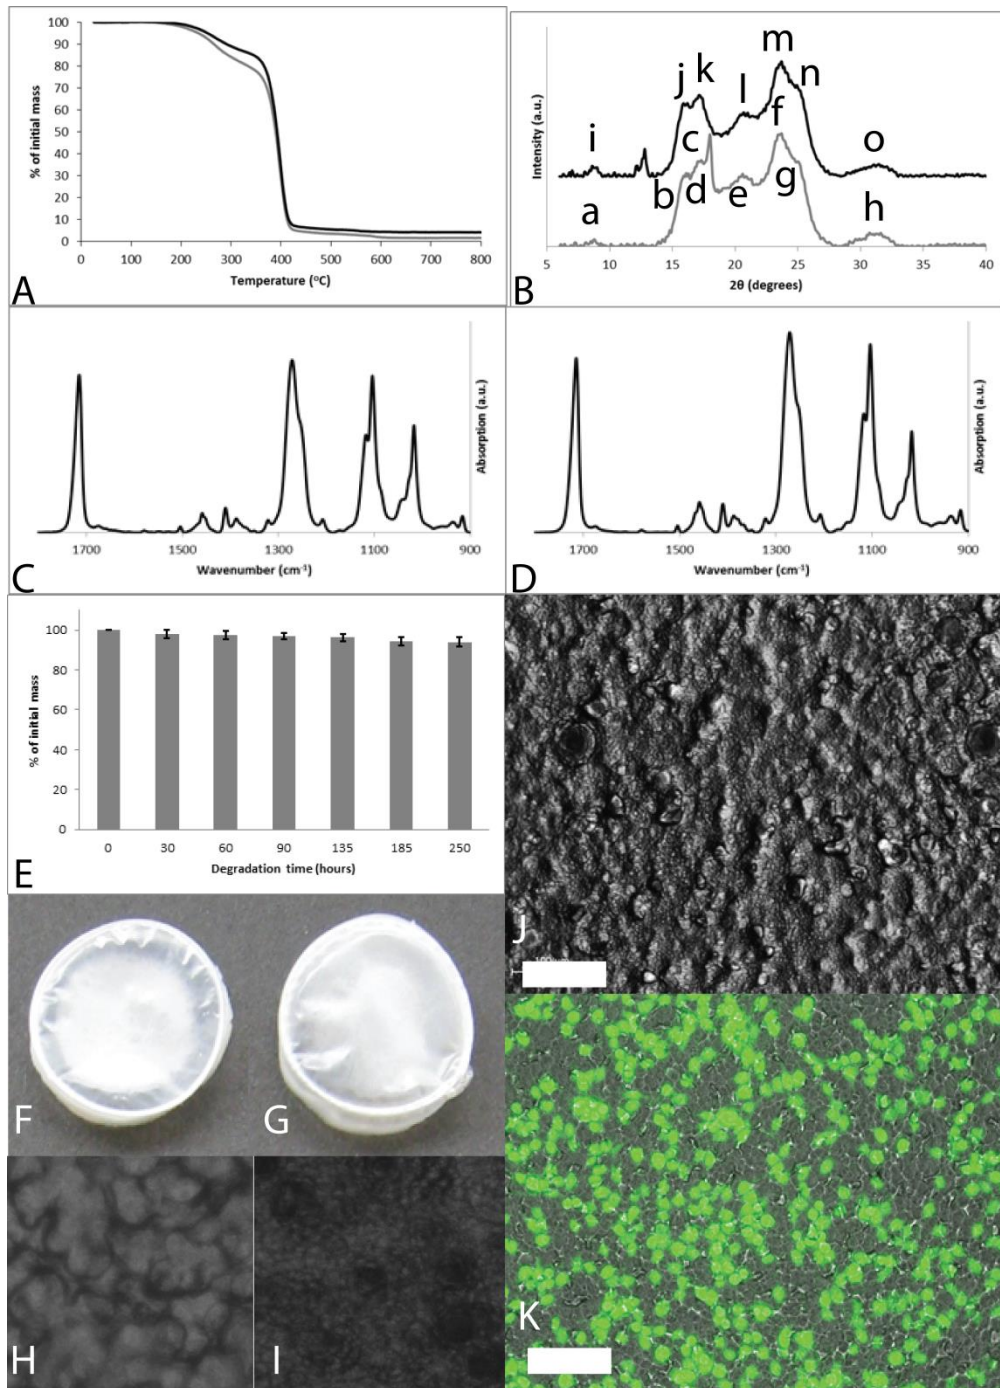 100
90
80
70
60
50
40
30
20
10
0
% of initial mass
0 100 200 300 400 500 600 700 800
Temperature (°C)
A
Intensity (a.u.)
m
j k n
l
f
i c o
b d e g
a h
5 10 15 20 25 30 35 40
2θ (degrees)
B
Absorption (a.u.)
1700 1500 1300 1100 900
Wavenumber (cm⁻¹)
C
Absorption (a.u.)
1700 1500 1300 1100 900
Wavenumber (cm⁻¹)
D
100
80
60
40
20
0
% of initial mass
0 30 60 90 135 185 250
Degradation time (hours)
E
J
F G
H I
K